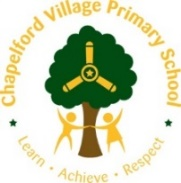 Chapelford Village Primary School
Learn • Achieve • Respect